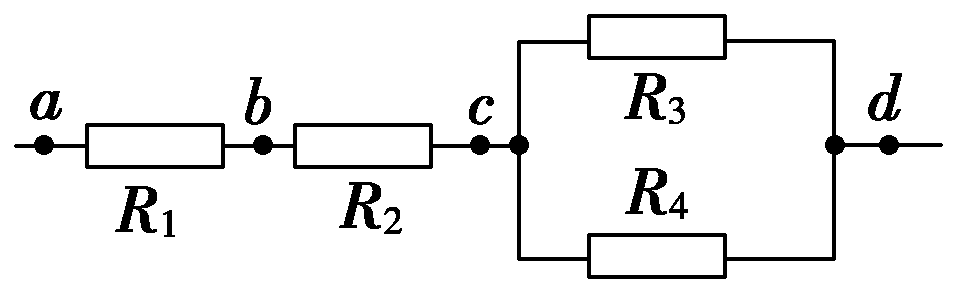 a b c d
R₁ R₂ R₃ R₄